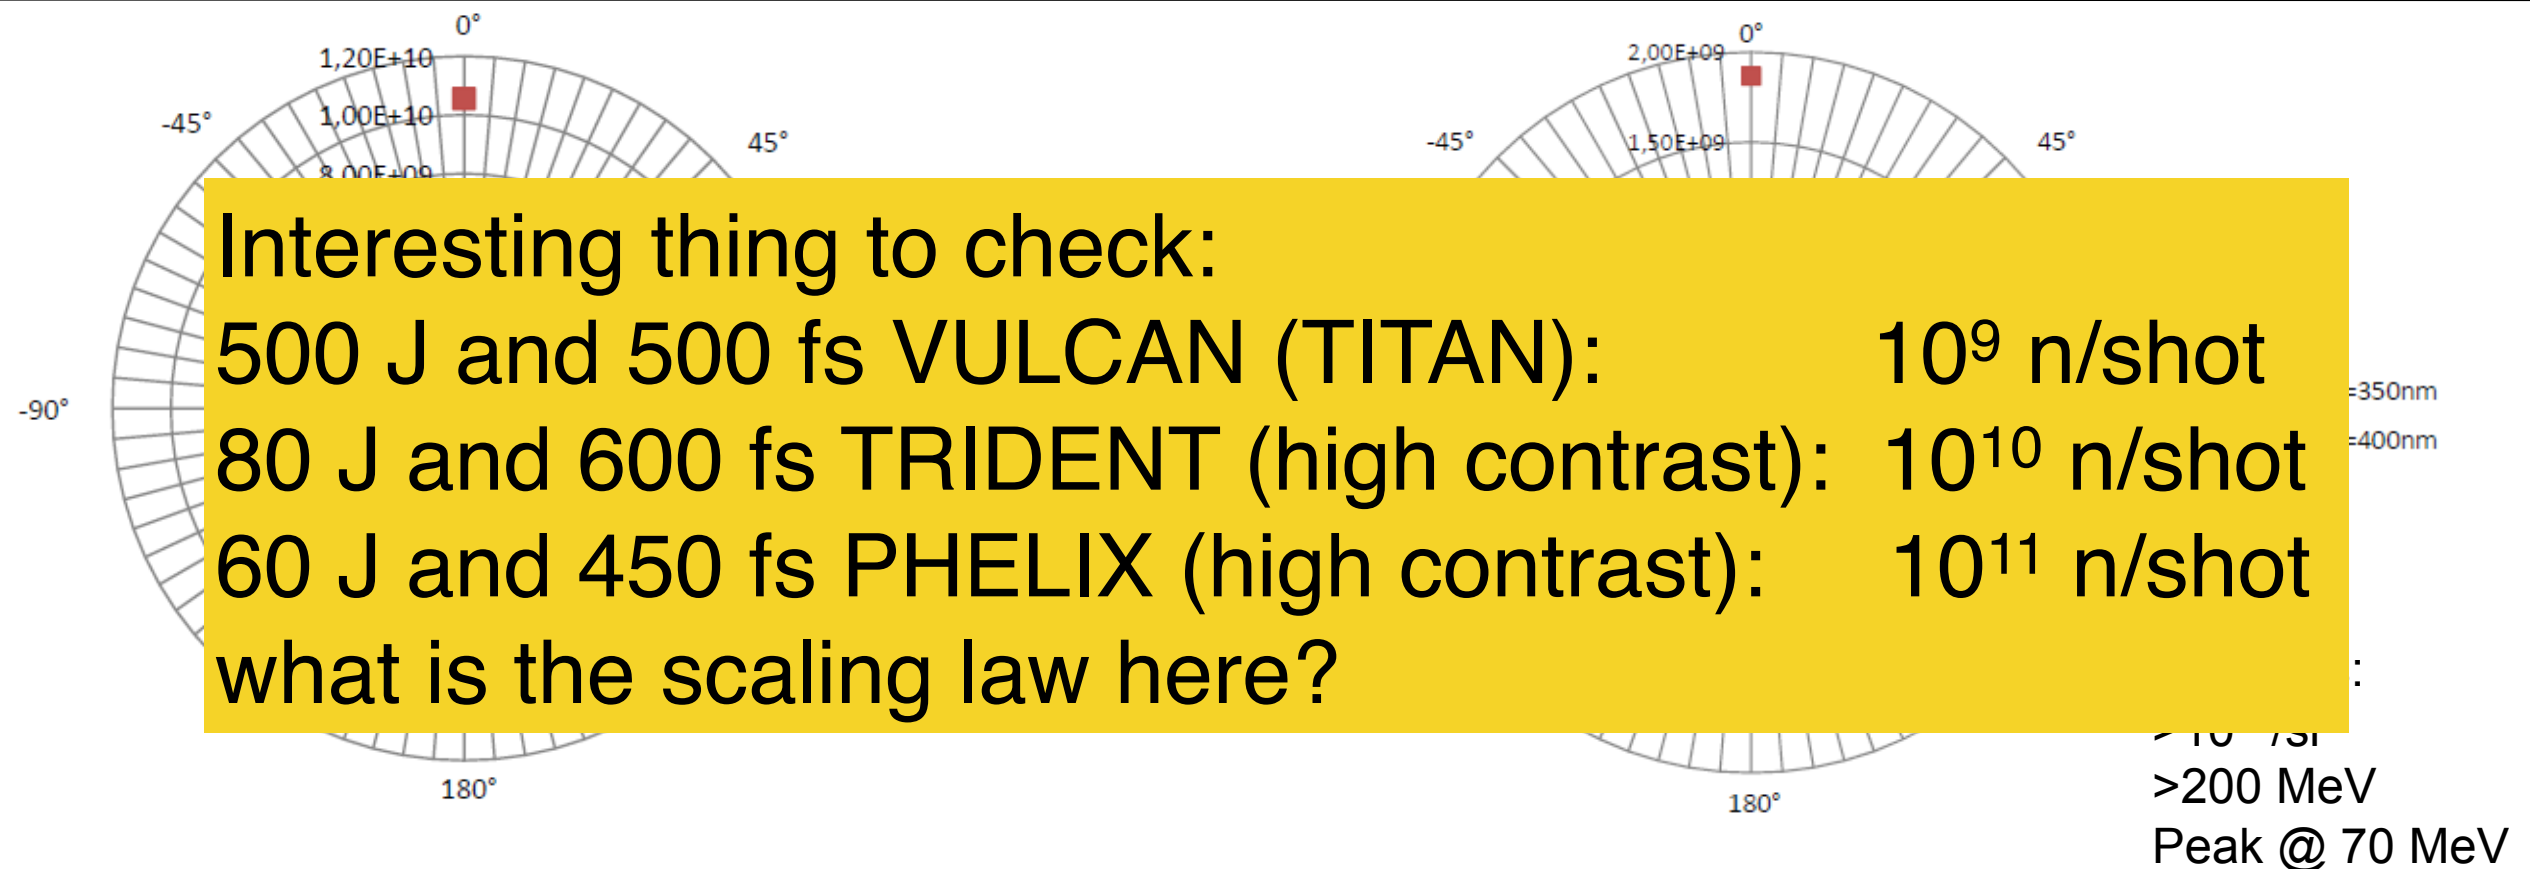 0°
1,20E+10
1,00E+10
8,00E+09
-45°
45°
-90°
180°
0°
2,00E+09
1,50E+09
-45°
45°
180°
Interesting thing to check:
500 J and 500 fs VULCAN (TITAN): 10⁹ n/shot
80 J and 600 fs TRIDENT (high contrast): 10¹⁰ n/shot
60 J and 450 fs PHELIX (high contrast): 10¹¹ n/shot
what is the scaling law here?
=350nm
=400nm
:
>200 MeV
Peak @ 70 MeV